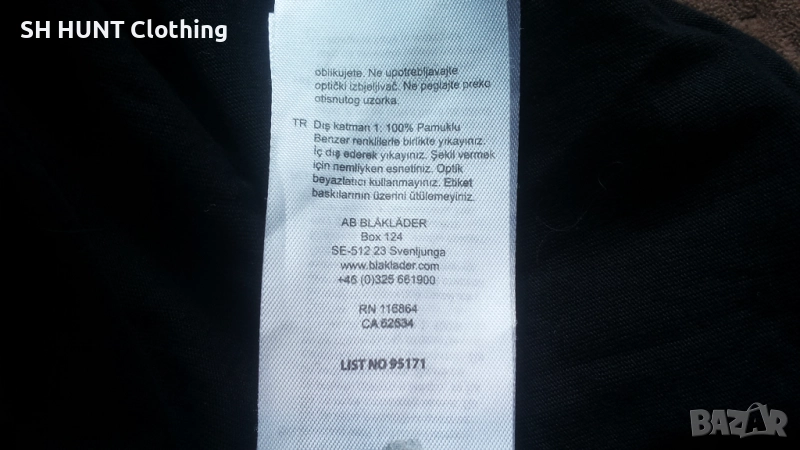 SH HUNT Clothing
oblikujete. Ne upotrebljavajte
optički izbjeljivač. Ne peglajte preko
otisnutog uzorka.
TR Dış katman 1: 100% Pamuklu
Benzer renklilerle birlikte yıkayınız.
İç dış ederek yıkayınız. Şekil vermek
için nemliyken esnetiniz. Optik
beyazlatıcı kullanmayınız. Etiket
baskılarının üzerini ütülemeyiniz.
AB BLÅKLÄDER
Box 124
SE-512 23 Svenljunga
www.blaklader.com
+46 (0)325 661900
RN 116864
CA 62634
LIST NO 95171
BAZAR